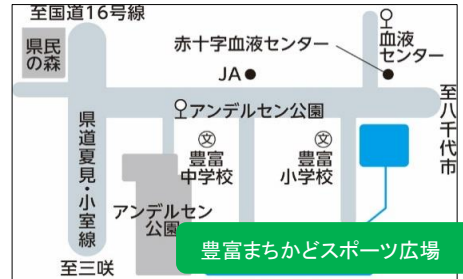 至国道16号線
県民
の森
赤十字血液センター
血液
センター
JA
アンデルセン公園
至八千代市
県道夏見・小室線
文
豊富
中学校
文
豊富
小学校
アンデルセン
公園
豊富まちかどスポーツ広場
至三咲